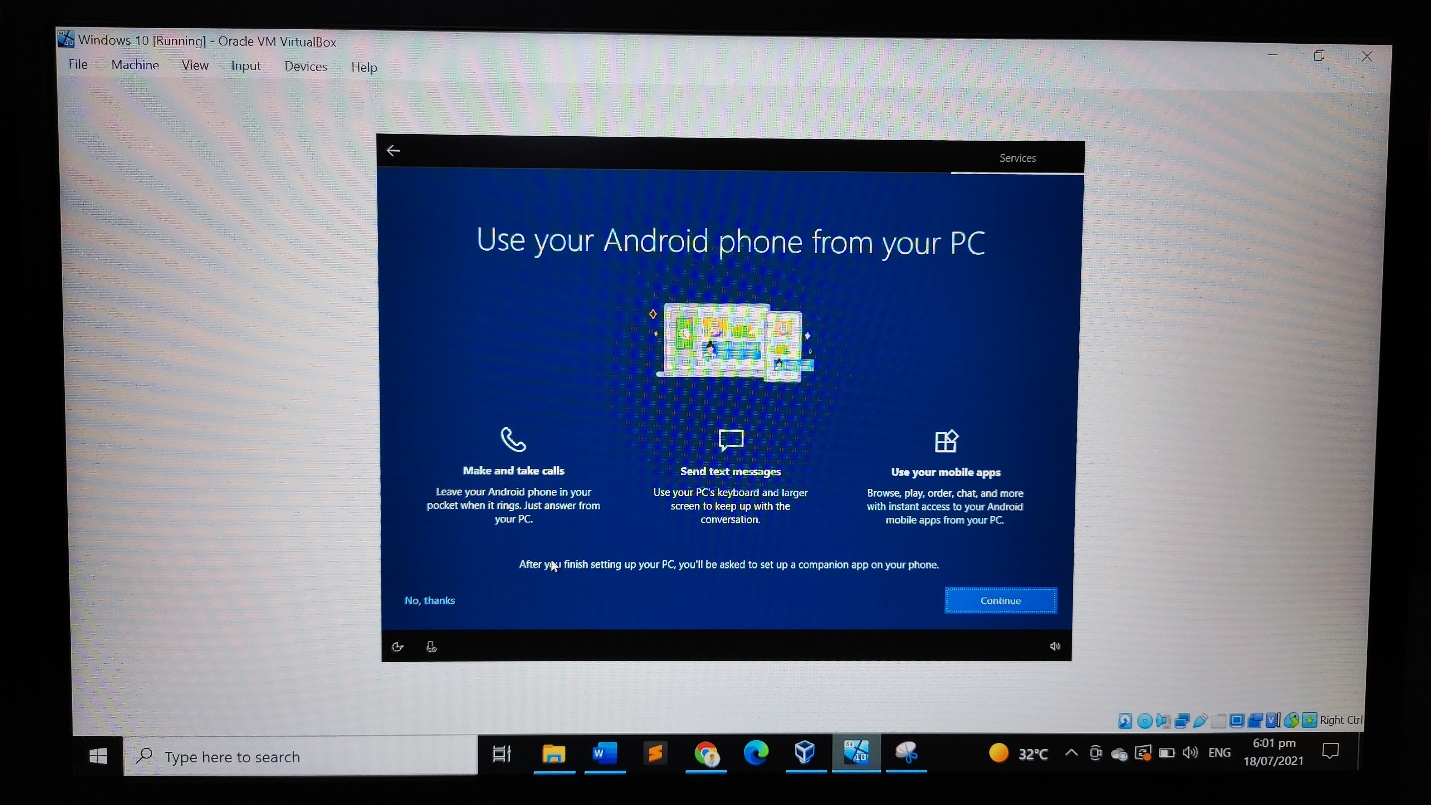 Windows 10 [Running] - Oracle VM VirtualBox
File Machine View Input Devices Help
Services
Use your Android phone from your PC
Make and take calls
Leave your Android phone in your
pocket when it rings. Just answer from
your PC.
Send text messages
Use your PC's keyboard and larger
screen to keep up with the
conversation.
Use your mobile apps
Browse, play, order, chat, and more
with instant access to your Android
mobile apps from your PC.
After you finish setting up your PC, you'll be asked to set up a companion app on your phone.
No, thanks
Continue
Right Ctrl
Type here to search
32°C
ENG
6:01 pm
18/07/2021